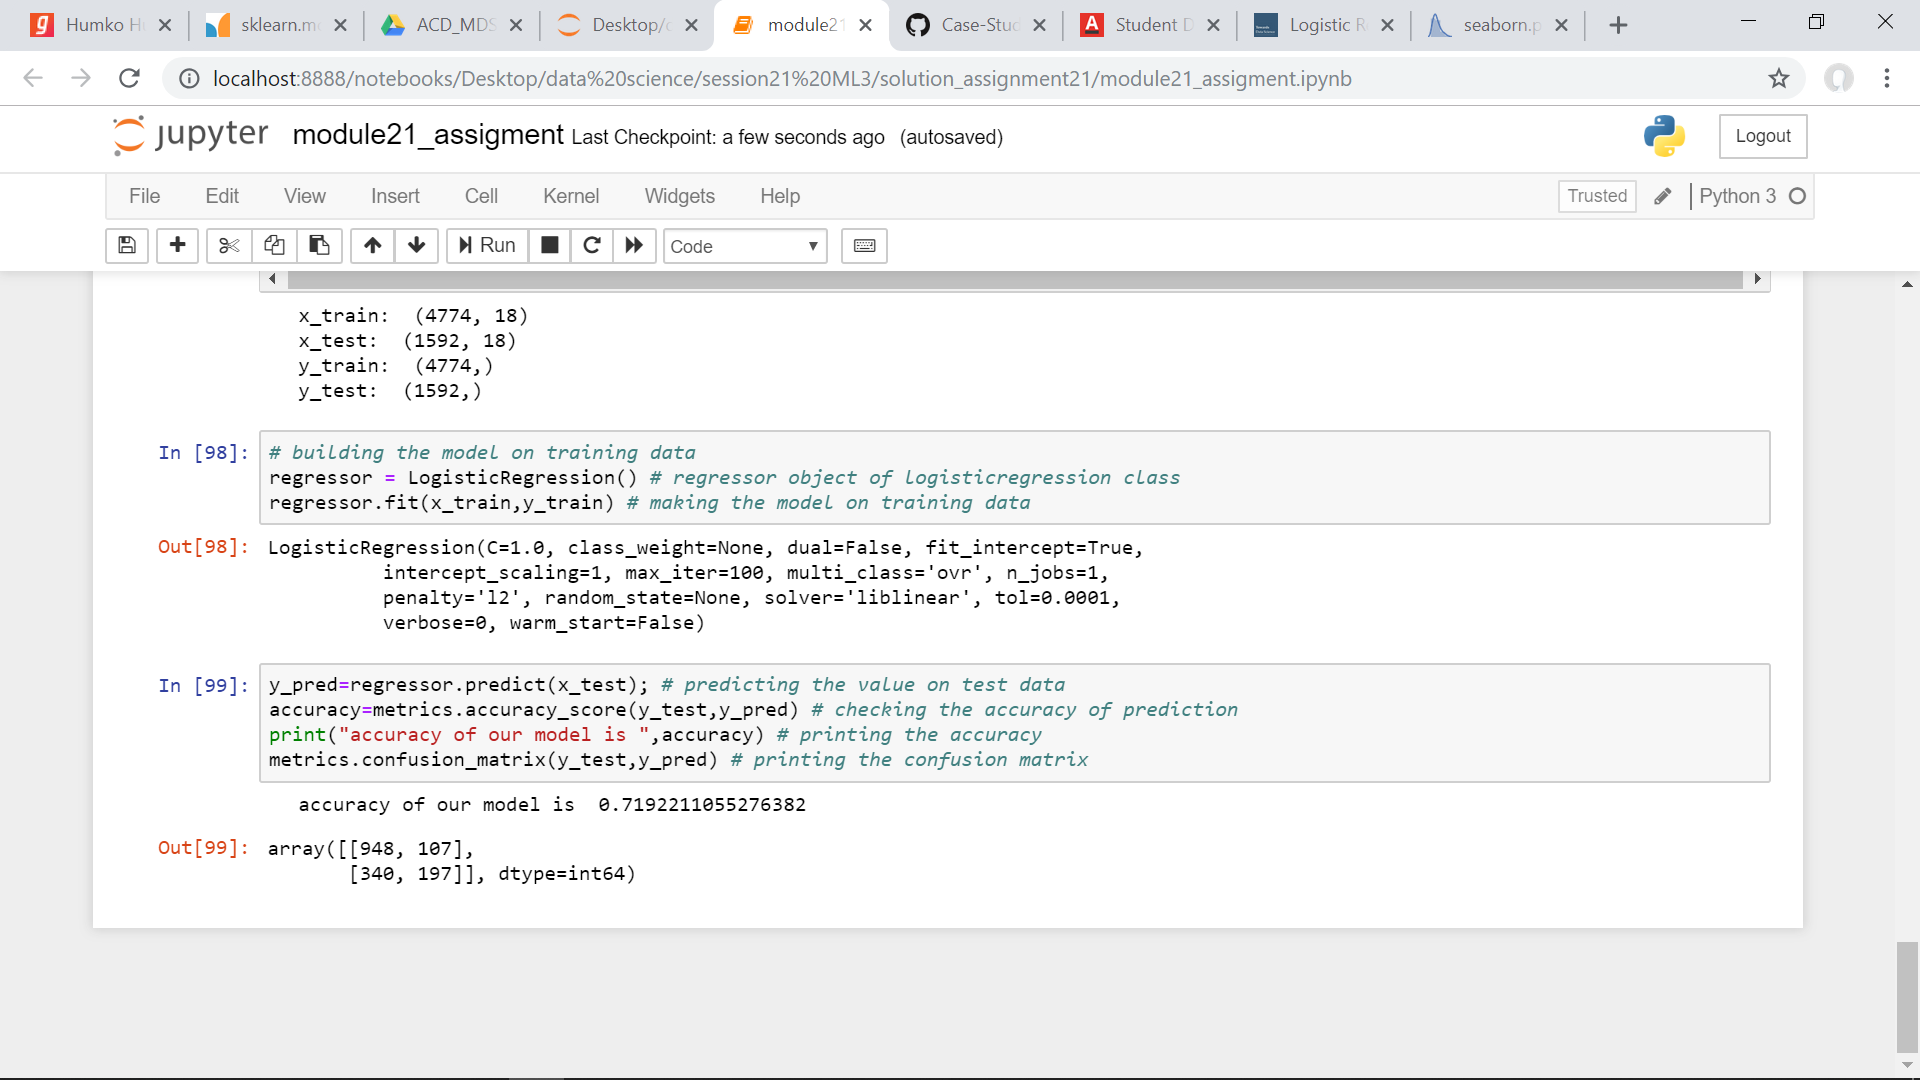 Humko H
sklearn.m
ACD_MDS
Desktop/
module21
Case-Stud
Student D
Logistic R
seaborn.p
localhost:8888/notebooks/Desktop/data%20science/session21%20ML3/solution_assignment21/module21_assigment.ipynb
jupyter module21_assigment Last Checkpoint: a few seconds ago (autosaved)
Logout
File Edit View Insert Cell Kernel Widgets Help
Trusted Python 3
Run Code
x_train:  (4774, 18)
x_test:  (1592, 18)
y_train:  (4774,)
y_test:  (1592,)
In [98]: # building the model on training data
regressor = LogisticRegression() # regressor object of logisticregression class
regressor.fit(x_train,y_train) # making the model on training data
Out[98]: LogisticRegression(C=1.0, class_weight=None, dual=False, fit_intercept=True,
intercept_scaling=1, max_iter=100, multi_class='ovr', n_jobs=1,
penalty='l2', random_state=None, solver='liblinear', tol=0.0001,
verbose=0, warm_start=False)
In [99]: y_pred=regressor.predict(x_test); # predicting the value on test data
accuracy=metrics.accuracy_score(y_test,y_pred) # checking the accuracy of prediction
print("accuracy of our model is ",accuracy) # printing the accuracy
metrics.confusion_matrix(y_test,y_pred) # printing the confusion matrix
accuracy of our model is  0.7192211055276382
Out[99]: array([[948, 107],
[340, 197]], dtype=int64)